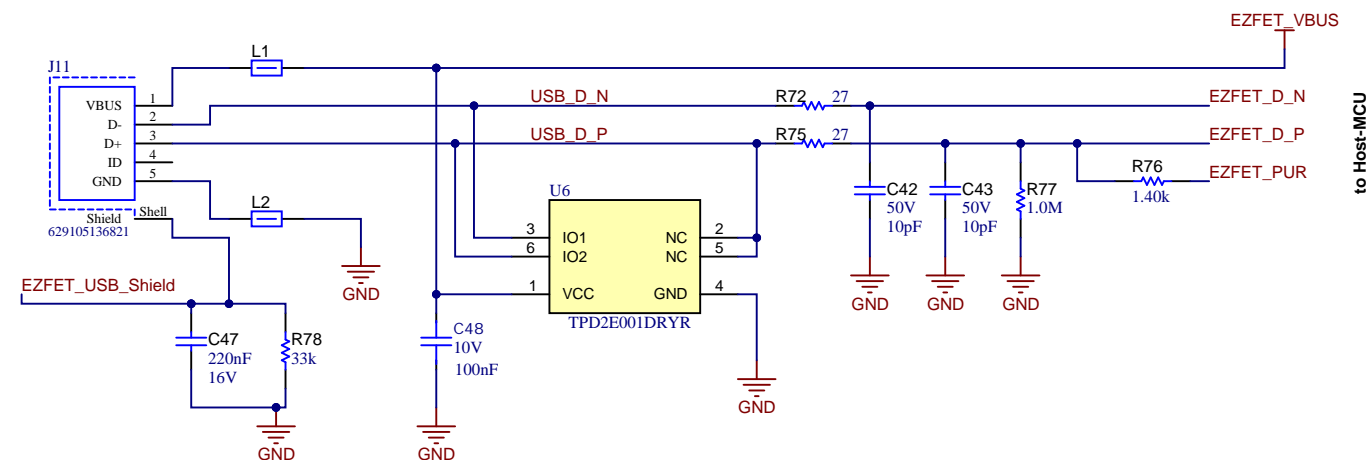 EZFET_VBUS
L1
J11
VBUS 1
D- 2
D+ 3
ID 4
GND 5
Shield Shell
629105136821
USB_D_N
R72 27
EZFET_D_N
USB_D_P
R75 27
EZFET_D_P
R76
1.40k
EZFET_PUR
to Host-MCU
L2
GND
U6
3 IO1 NC 2
6 IO2 NC 5
1 VCC GND 4
TPD2E001DRYR
GND
C42
50V
10pF
GND
C43
50V
10pF
GND
R77
1.0M
GND
EZFET_USB_Shield
C47
220nF
16V
R78
33k
GND
C48
10V
100nF
GND